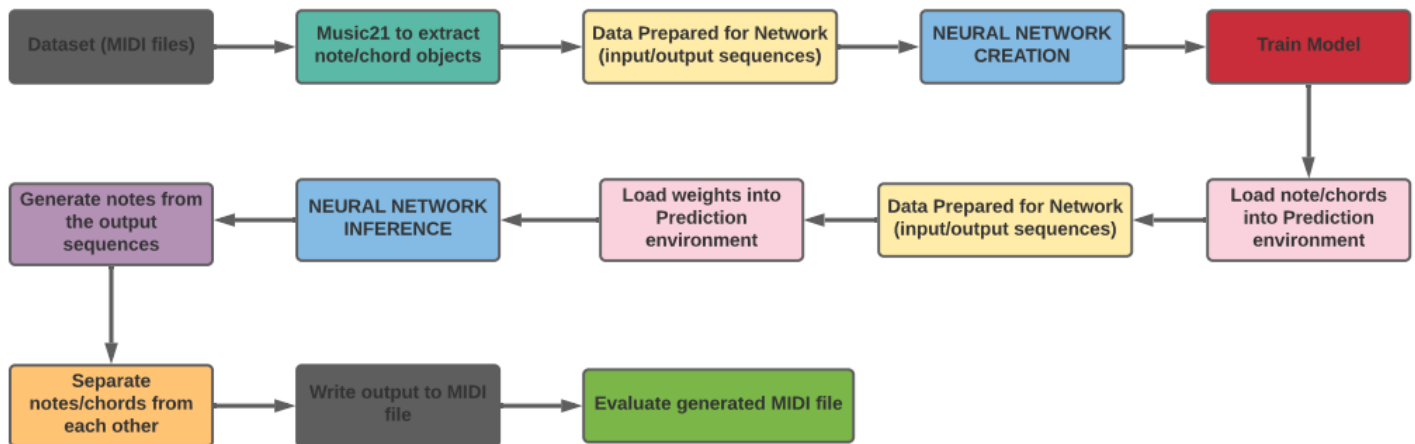 Dataset (MIDI files)
Music21 to extract
note/chord objects
Data Prepared for Network
(input/output sequences)
NEURAL NETWORK
CREATION
Train Model
Generate notes from
the output
sequences
NEURAL NETWORK
INFERENCE
Load weights into
Prediction
environment
Data Prepared for Network
(input/output sequences)
Load note/chords
into Prediction
environment
Separate
notes/chords from
each other
Write output to MIDI
file
Evaluate generated MIDI file